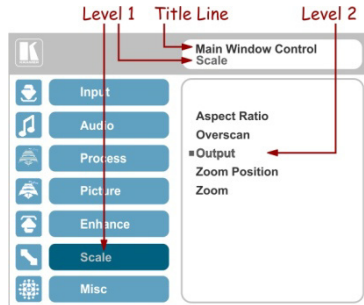 Level 1 Title Line Level 2
Main Window Control
Scale
Input
Audio
Process
Picture
Enhance
Scale
Misc
Aspect Ratio
Overscan
Output
Zoom Position
Zoom